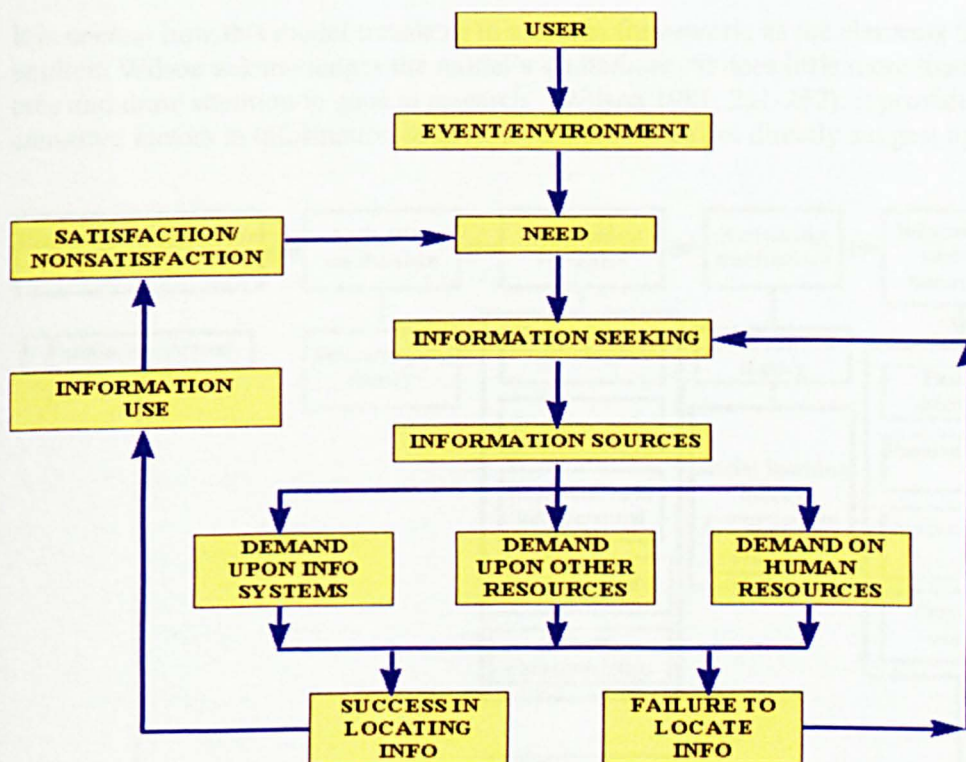 USER
EVENT/ENVIRONMENT
SATISFACTION/
NONSATISFACTION
NEED
INFORMATION SEEKING
INFORMATION
USE
INFORMATION SOURCES
DEMAND
UPON INFO
SYSTEMS
DEMAND
UPON OTHER
RESOURCES
DEMAND ON
HUMAN
RESOURCES
SUCCESS IN
LOCATING
INFO
FAILURE TO
LOCATE
INFO